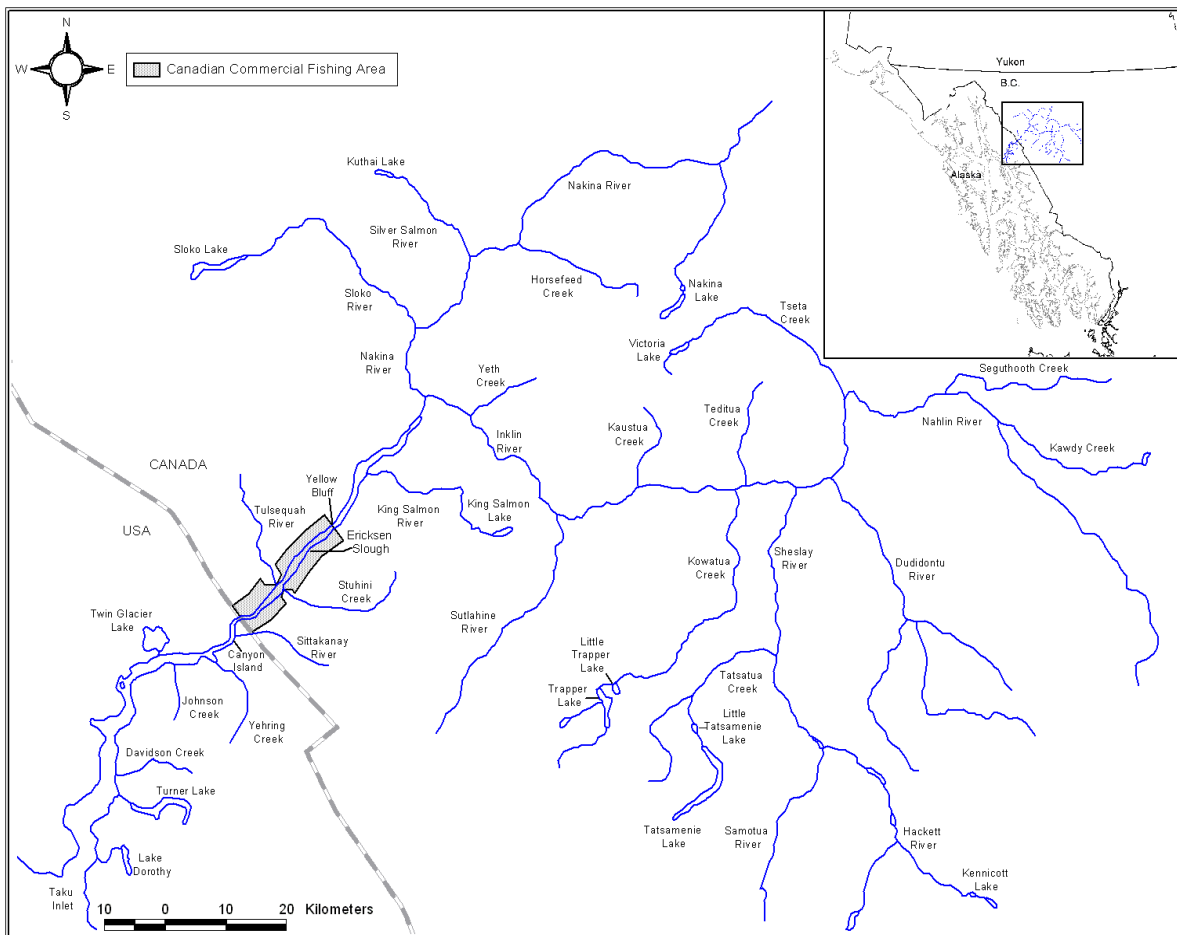 N
W
E
S
Canadian Commercial Fishing Area
Yukon
B.C.
Alaska
Kuthai Lake
Nakina River
Silver Salmon
River
Sloko Lake
Horsefeed
Creek
Sloko
River
Nakina
Lake
Tseta
Creek
Nakina
River
Victoria
Lake
Yeth
Creek
Seguthooth Creek
Teditua
Creek
Kaustua
Creek
Nahlin River
Inklin
River
Kawdy Creek
CANADA
Yellow
Bluff
Tulsequah
River
King Salmon
River
King Salmon
Lake
USA
Ericksen
Slough
Kowatua
Creek
Sheslay
River
Dudidontu
River
Stuhini
Creek
Twin Glacier
Lake
Sutlahine
River
Sittakanay
River
Canyon
Island
Little
Trapper
Lake
Tatsatua
Creek
Trapper
Lake
Johnson
Creek
Yehring
Creek
Little
Tatsamenie
Lake
Davidson Creek
Turner Lake
Tatsamenie
Lake
Samotua
River
Hackett
River
Lake
Dorothy
Kennicott
Lake
Taku
Inlet
10 0 10 20 Kilometers